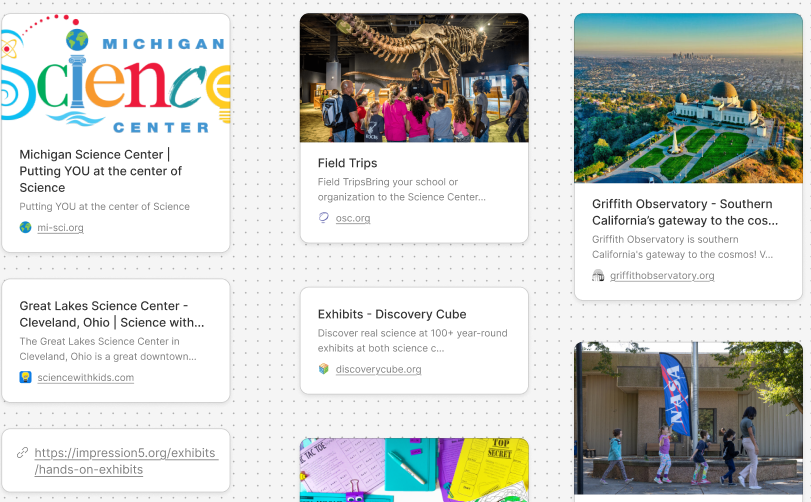 MICHIGAN
Science
CENTER
Michigan Science Center |
Putting YOU at the center of
Science
Putting YOU at the center of Science
mi-sci.org
Great Lakes Science Center -
Cleveland, Ohio | Science with...
The Great Lakes Science Center in
Cleveland, Ohio is a great downtown...
sciencewithkids.com
https://impression5.org/exhibits
/hands-on-exhibits
Field Trips
Field TripsBring your school or
organization to the Science Center...
osc.org
Exhibits - Discovery Cube
Discover real science at 100+ year-round
exhibits at both science c...
discoverycube.org
TAC TOE
TOP
SECRET
Griffith Observatory - Southern
California’s gateway to the cos...
Griffith Observatory is southern
California's gateway to the cosmos! V...
griffithobservatory.org
NASA